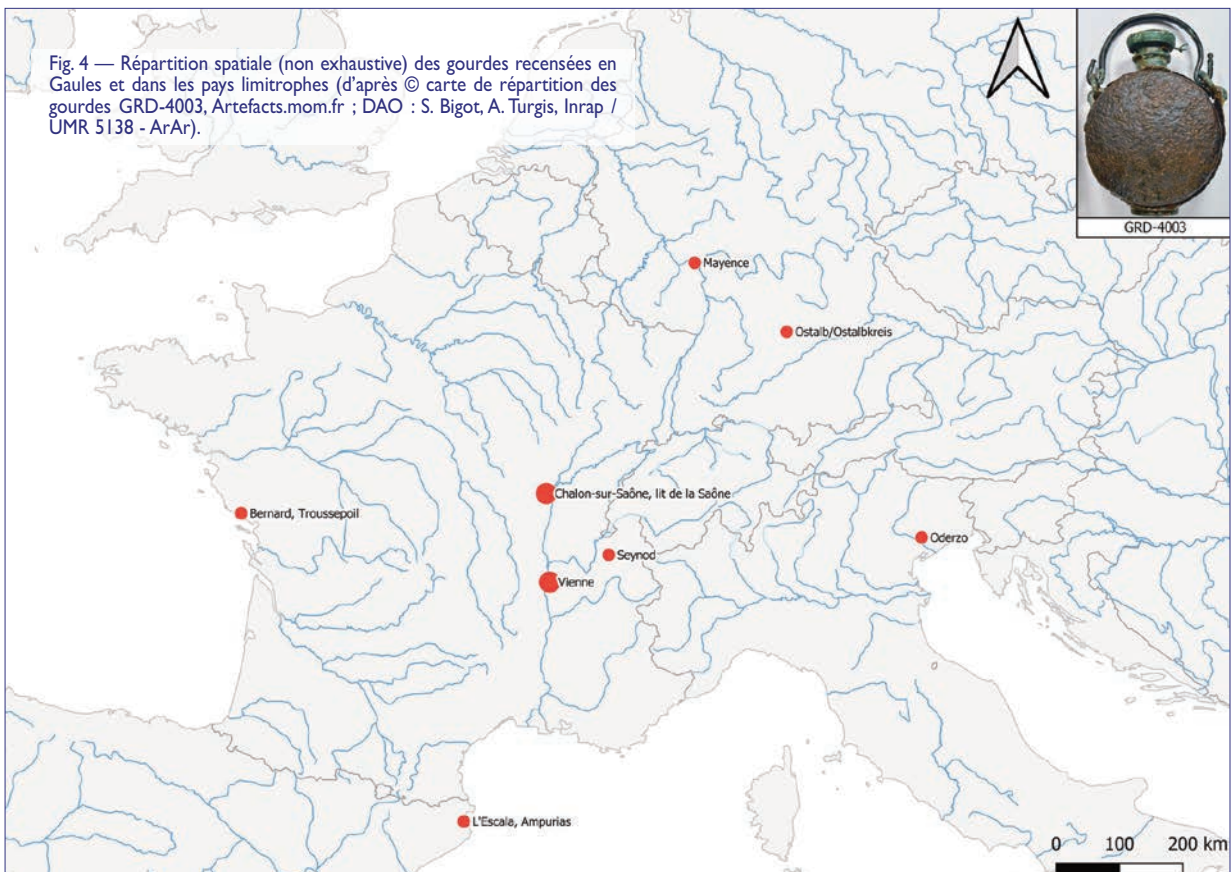 Fig. 4 — Répartition spatiale (non exhaustive) des gourdes recensées en
Gaules et dans les pays limitrophes (d'après © carte de répartition des
gourdes GRD-4003, Artefacts.mom.fr ; DAO : S. Bigot, A. Turgis, Inrap /
UMR 5138 - ArAr).
GRD-4003
Mayence
Ostalb/Ostalbkreis
Chalon-sur-Saône, lit de la Saône
Bernard, Troussepoil
Oderzo
Seynod
Vienne
L'Escala, Ampurias
0 100 200 km